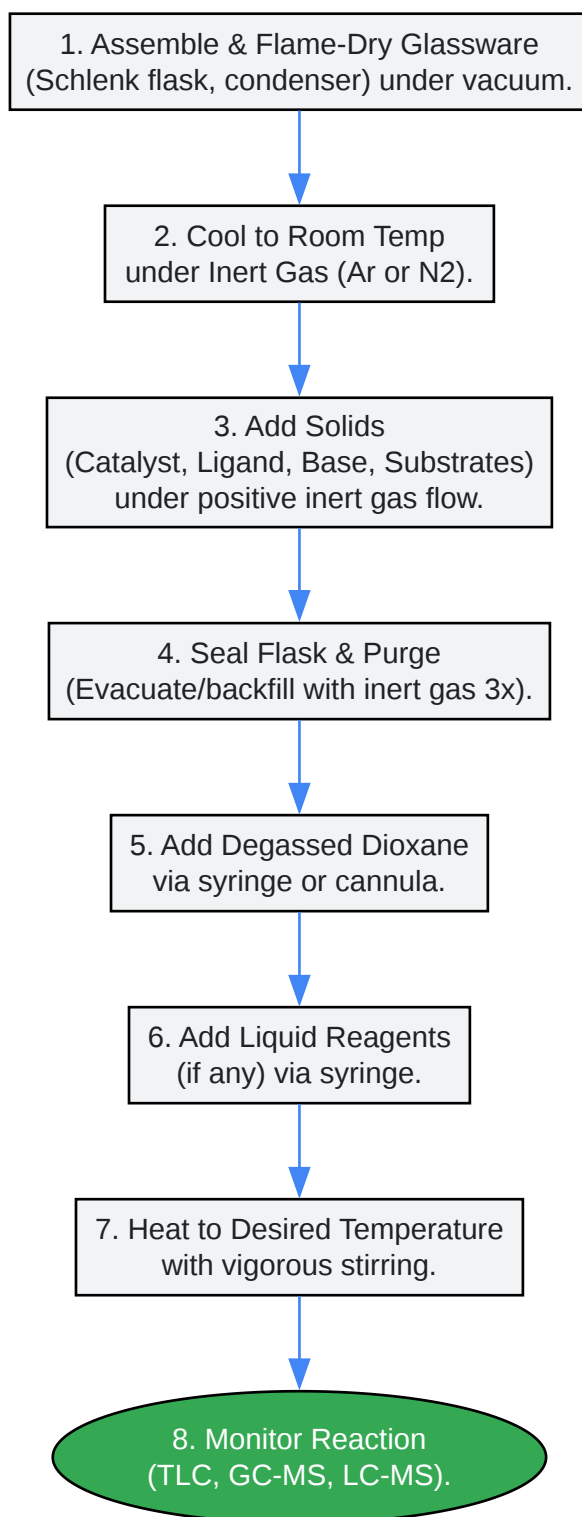 1. Assemble & Flame-Dry Glassware
(Schlenk flask, condenser) under vacuum.
2. Cool to Room Temp
under Inert Gas (Ar or N2).
3. Add Solids
(Catalyst, Ligand, Base, Substrates)
under positive inert gas flow.
4. Seal Flask & Purge
(Evacuate/backfill with inert gas 3x).
5. Add Degassed Dioxane
via syringe or cannula.
6. Add Liquid Reagents
(if any) via syringe.
7. Heat to Desired Temperature
with vigorous stirring.
8. Monitor Reaction
(TLC, GC-MS, LC-MS).